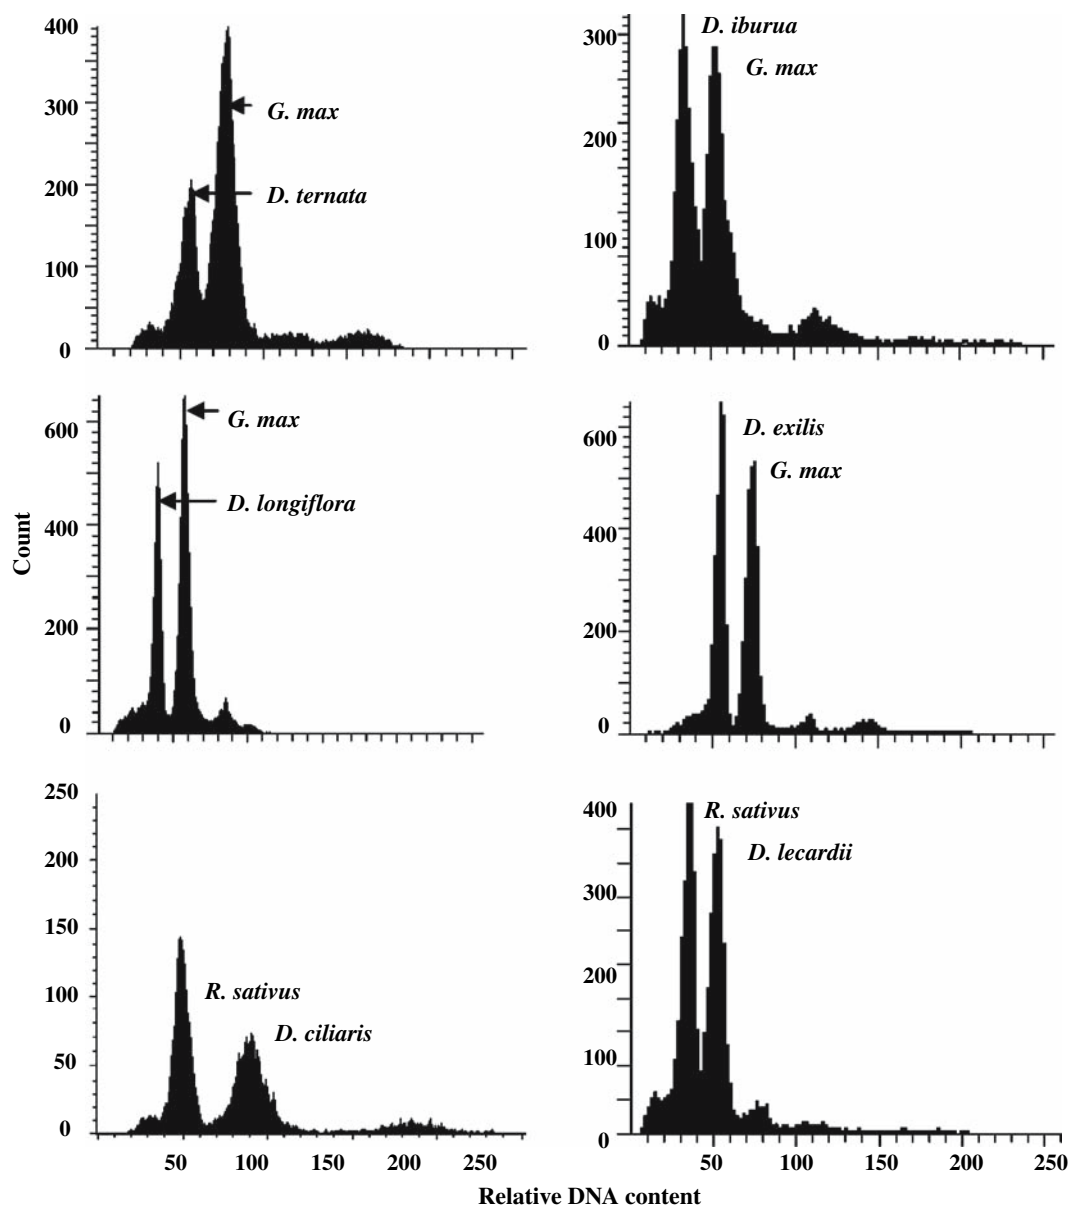 400
300
200
100
0
G. max
D. ternata
300
200
100
0
D. iburua
G. max
Count
600
400
200
0
G. max
D. longiflora
600
400
200
0
D. exilis
G. max
250
200
150
100
50
0
R. sativus
D. ciliaris
50 100 150 200 250
400
300
200
100
0
R. sativus
D. lecardii
50 100 150 200 250
Relative DNA content